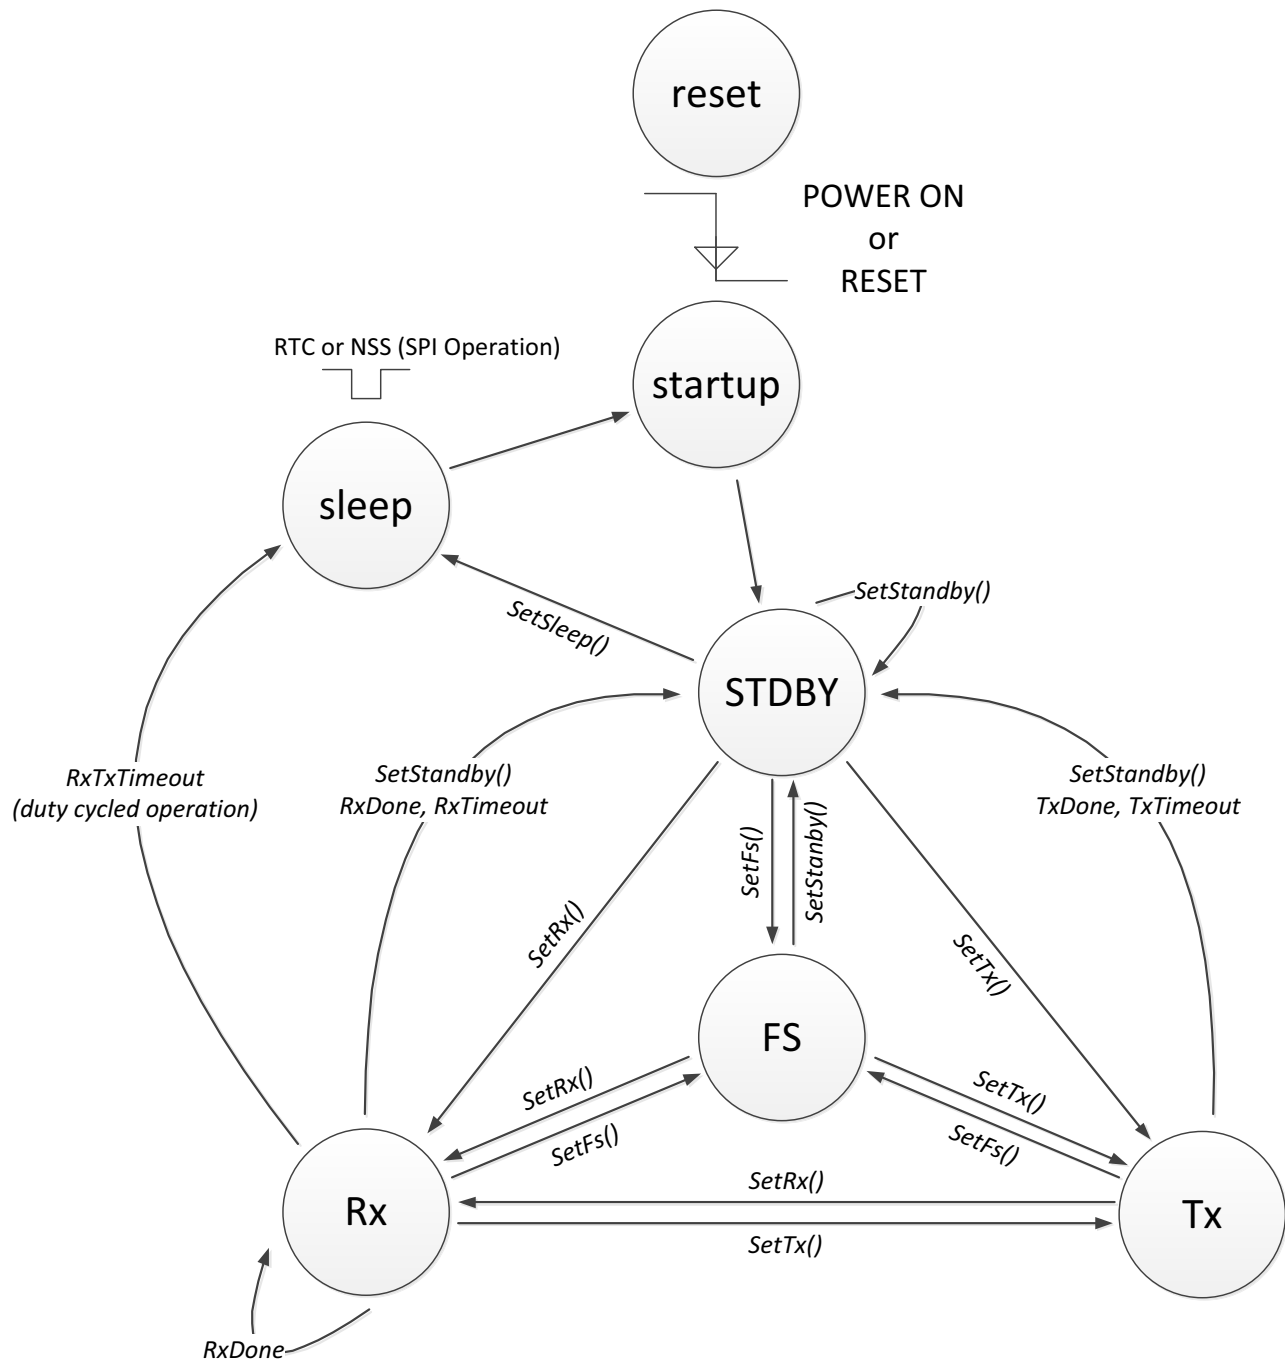 reset
POWER ON
or
RESET
RTC or NSS (SPI Operation)
startup
sleep
SetStandby()
SetSleep()
STDBY
RxTxTimeout
(duty cycled operation)
SetStandby()
RxDone, RxTimeout
SetStandby()
TxDone, TxTimeout
SetFs()
SetStanby()
SetRx()
SetTx()
FS
SetRx()
SetFs()
SetTx()
SetFs()
SetRx()
Rx
Tx
SetTx()
RxDone